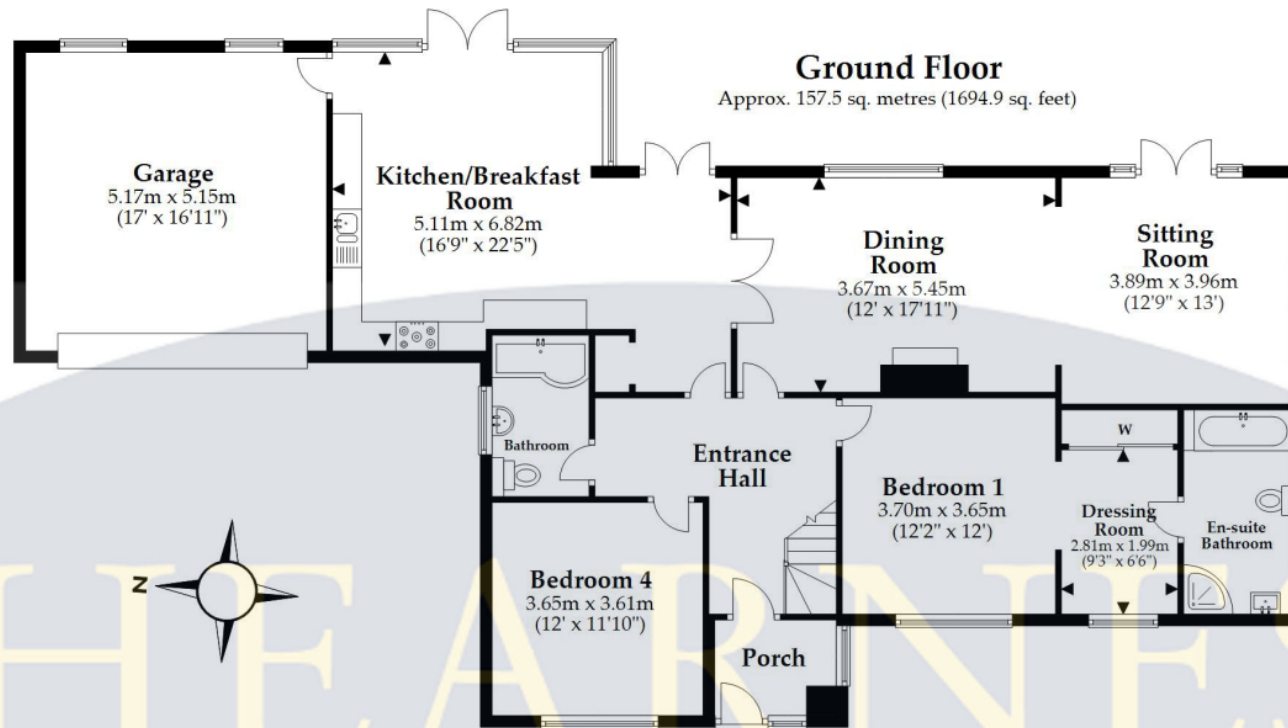 Ground Floor
Approx. 157.5 sq. metres (1694.9 sq. feet)
Garage
5.17m x 5.15m
(17' x 16'11")
Kitchen/Breakfast
Room
5.11m x 6.82m
(16'9" x 22'5")
Dining
Room
3.67m x 5.45m
(12' x 17'11")
Sitting
Room
3.89m x 3.96m
(12'9" x 13')
Bathroom
Entrance
Hall
Bedroom 1
3.70m x 3.65m
(12'2" x 12')
W
Dressing
Room
2.81m x 1.99m
(9'3" x 6'6")
En-suite
Bathroom
Bedroom 4
3.65m x 3.61m
(12' x 11'10")
Porch
N
HEARNES